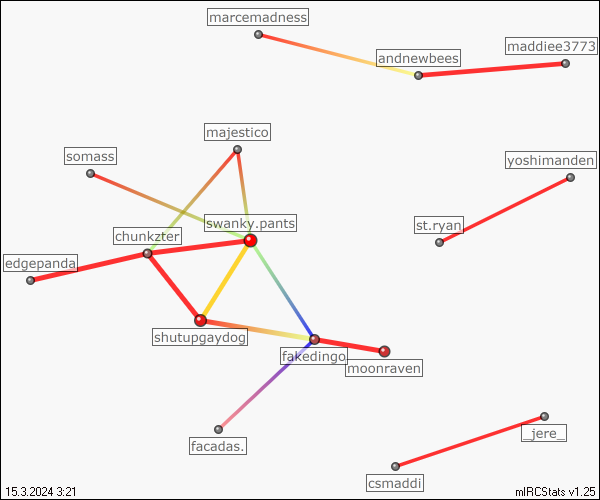 marcemadness
maddiee3773
andnewbees
majestico
somass
yoshimanden
swanky.pants
st.ryan
chunkzter
edgepanda
shutupgaydog
fakedingo
moonraven
_jere_
facadas.
csmaddi
15.3.2024 3:21
mIRCStats v1.25